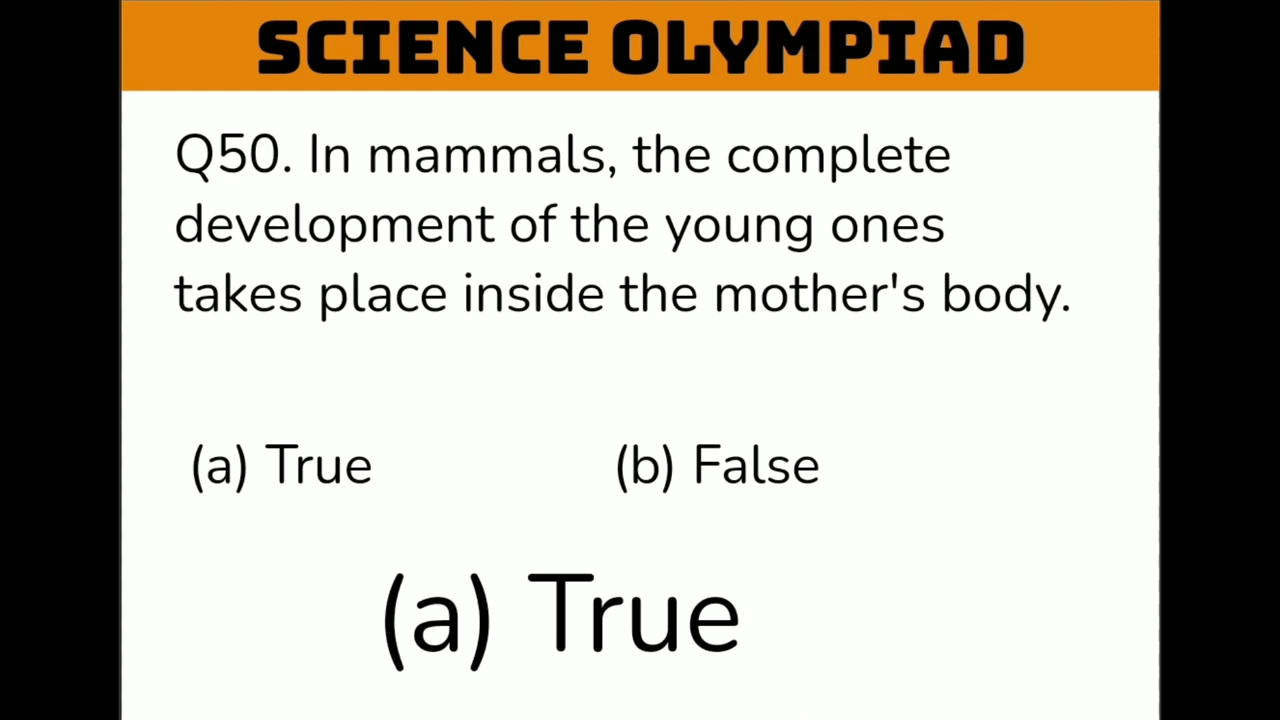 SCIENCE OLYMPIAD
Q50. In mammals, the complete
development of the young ones
takes place inside the mother's body.
(a) True (b) False
(a) True